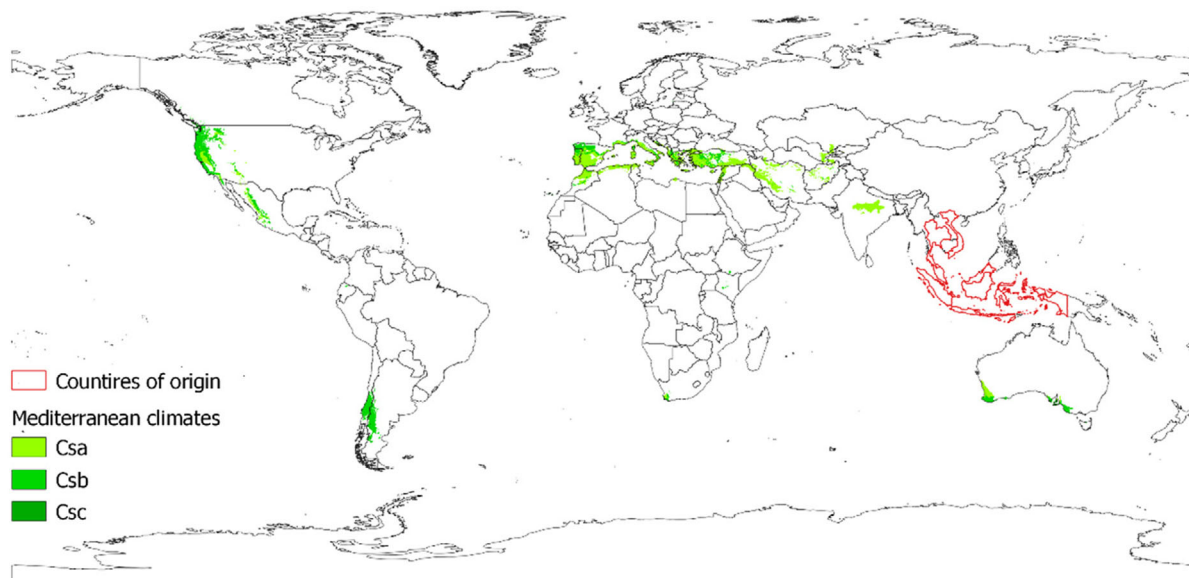 Countires of origin
Mediterranean climates
Csa
Csb
Csc